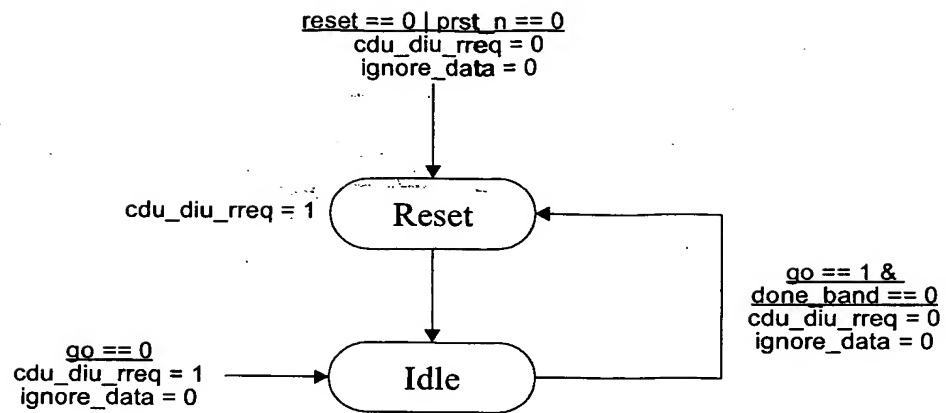 reset == 0 | prst_n == 0
cdu_diu_rreq = 0
ignore_data = 0
cdu_diu_rreq = 1
Reset
go == 1 &
done_band == 0
cdu_diu_rreq = 0
ignore_data = 0
go == 0
cdu_diu_rreq = 1
ignore_data = 0
Idle